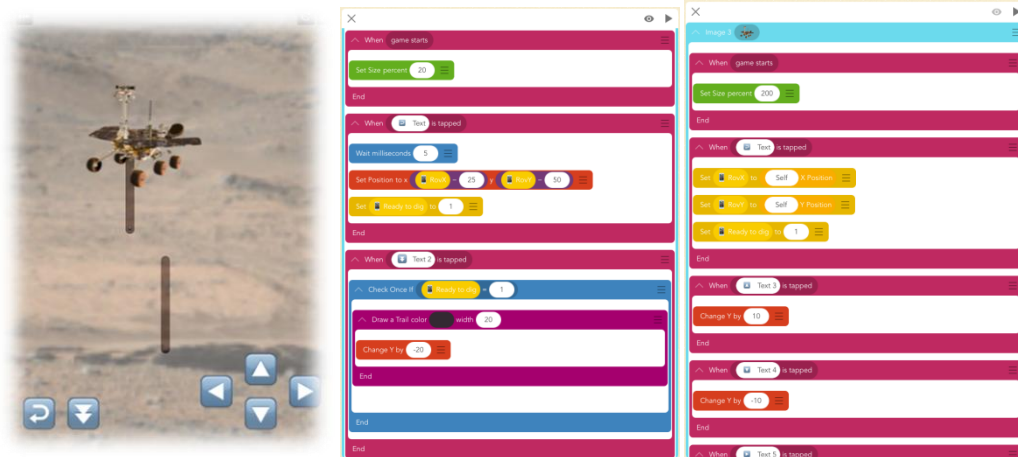 When game starts
Set Size percent 20
End
When Text is tapped
Wait milliseconds 5
Set Position to x RovX - 25 y RovY - 50
Set Ready to dig to 1
End
When Text 2 is tapped
Check Once If Ready to dig = 1
Draw a Trail color width 20
Change Y by -20
End
End
End
Image 3
When game starts
Set Size percent 200
End
When Text is tapped
Set RovX to Self X Position
Set RovY to Self Y Position
Set Ready to dig to 1
End
When Text 3 is tapped
Change Y by 10
End
When Text 4 is tapped
Change Y by -10
End
When Text 5 is tapped